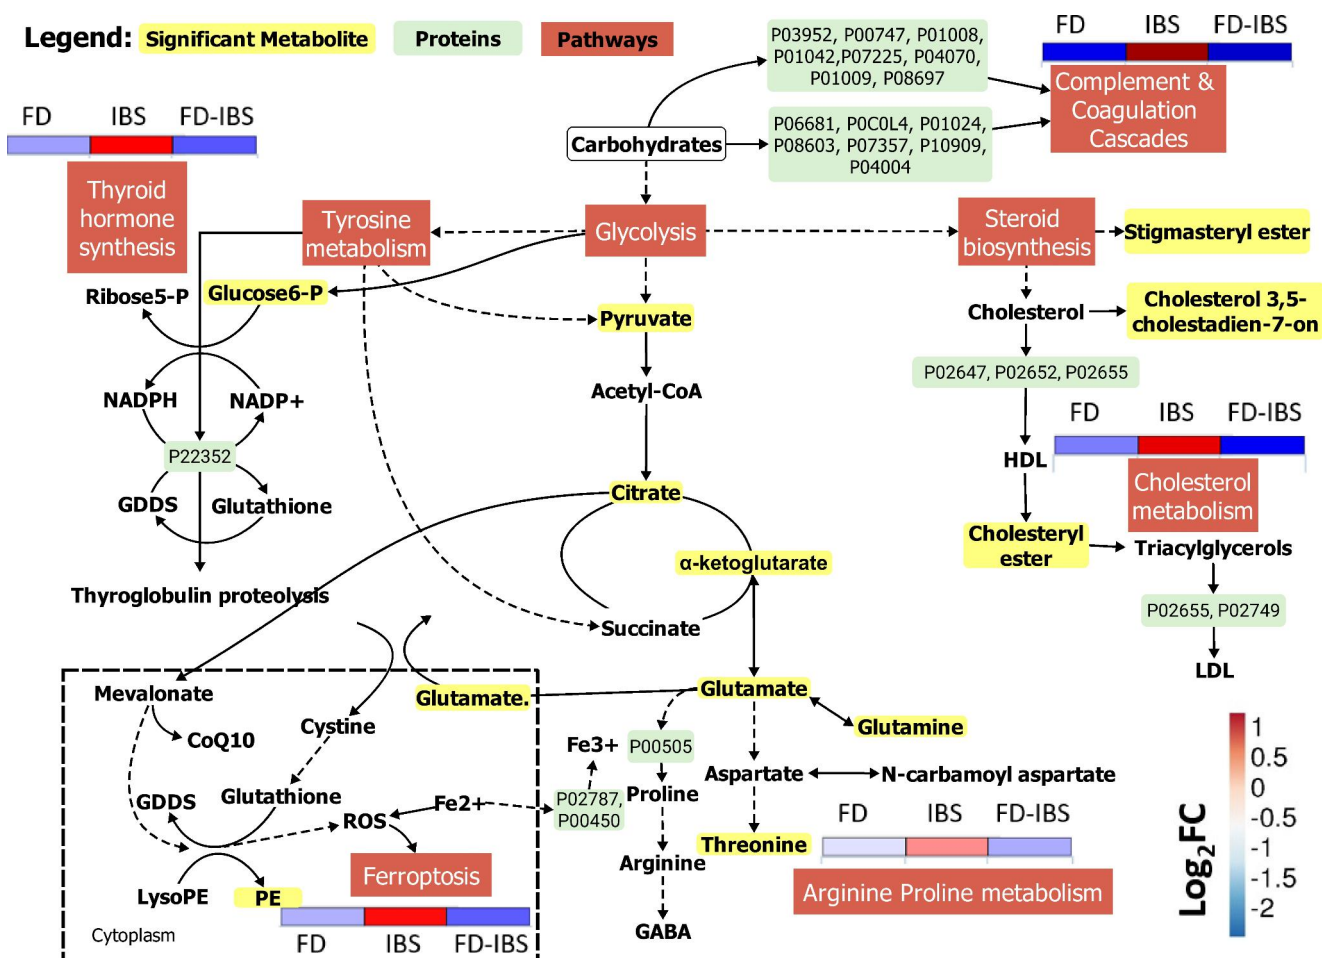 Legend: Significant Metabolite Proteins Pathways
P03952, P00747, P01008,
P01042,P07225, P04070,
P01009, P08697
FD IBS FD-IBS
Complement &
Coagulation
Cascades
FD IBS FD-IBS
Thyroid
hormone
synthesis
Carbohydrates
P06681, P0C0L4, P01024,
P08603, P07357, P10909,
P04004
Tyrosine
metabolism
Glycolysis
Steroid
biosynthesis
Stigmasteryl ester
Ribose5-P
Glucose6-P
Pyruvate
Cholesterol
Cholesterol 3,5-
cholestadien-7-on
NADPH
NADP+
Acetyl-CoA
P02647, P02652, P02655
P22352
GDDS
Glutathione
Citrate
HDL
FD IBS FD-IBS
Cholesterol
metabolism
Cholesteryl
ester
Triacylglycerols
α-ketoglutarate
Thyroglobulin proteolysis
Succinate
P02655, P02749
LDL
Mevalonate
Glutamate.
Glutamate
Glutamine
CoQ10
Cystine
Fe3+
P00505
Aspartate
N-carbamoyl aspartate
GDDS
Glutathione
ROS
Fe2+
P02787,
P00450
Proline
Threonine
FD IBS FD-IBS
Arginine
Arginine Proline metabolism
Ferroptosis
LysoPE
PE
FD IBS FD-IBS
Cytoplasm
GABA
Log2FC
1
0.5
0
-0.5
-1
-1.5
-2